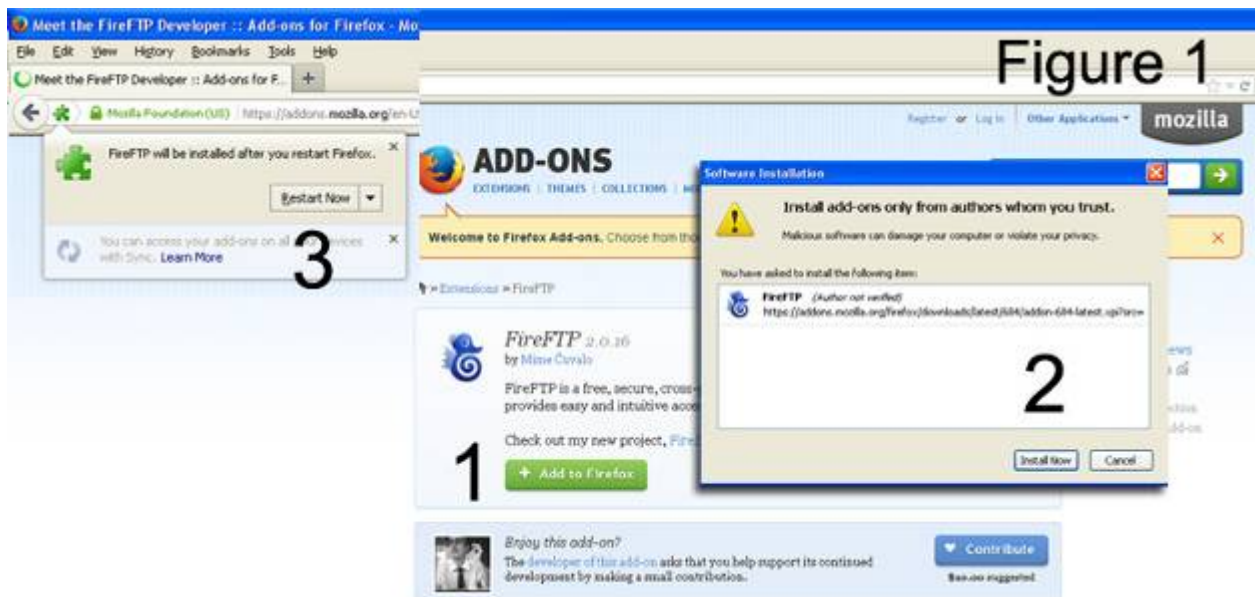 Meet the FireFTP Developer :: Add-ons for Firefox - Mo
File Edit View History Bookmarks Tools Help
Meet the FireFTP Developer :: Add-ons for F... +
Mozilla Foundation (US) https://addons.mozilla.org/en-U
FireFTP will be installed after you restart Firefox.
Restart Now
You can access your add-ons on all devices
with Sync. Learn More
3
Figure 1
Register or Log in Other Applications
mozilla
ADD-ONS
EXTENSIONS | THEMES | COLLECTIONS |
Welcome to Firefox Add-ons. Choose from tho
» Extensions » FireFTP
FireFTP 2.0.16
by Mime Čuvalo
FireFTP is a free, secure, cross-
provides easy and intuitive acce
Check out my new project, Fire
1
+ Add to Firefox
Software Installation
Install add-ons only from authors whom you trust.
Malicious software can damage your computer or violate your privacy.
You have asked to install the following item:
FireFTP (Author not verified)
https://addons.mozilla.org/firefox/downloads/latest/684/addon-684-latest.xpi?src=
2
Install Now Cancel
ews
add-on
Enjoy this add-on?
The developer of this add-on asks that you help support its continued
development by making a small contribution.
Contribute
suggested